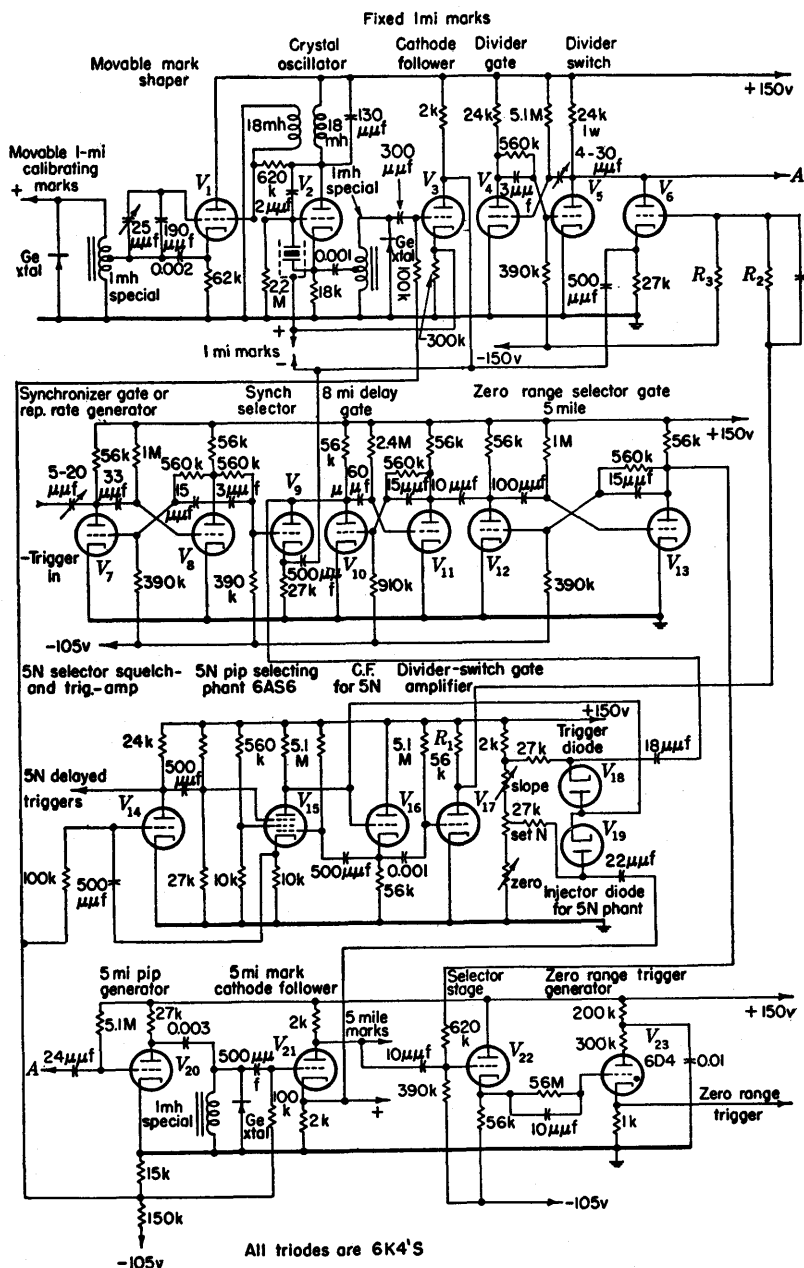 Fixed 1mi marks
Movable mark shaper
Crystal oscillator
Cathode follower
Divider gate
Divider switch
+150v
18mh
18 mh
130 μμf
2k
24k
5.1M
24k 1w
560k
4-30 μμf
300 μμf
Movable 1-mi calibrating marks
+
V1
620 k
V2
2μμf
1mh special
V3
V4
3μμ f
V5
V6
A
25 μμf
190 μμf
Ge xtal
1mh special
0.002
62k
2.2 M
0.001
18k
Ge xtal
100k
300k
390k
500 μμf
27k
R3
R2
+
1 mi marks
-
-150v
Synchronizer gate or rep. rate generator
Synch selector
8 mi delay gate
Zero range selector gate 5 mile
+150v
56k
1M
56k
56 k
2.4M
56k
56k
1M
56k
5-20 μμf
33 μμf
560k
560k
15 μμf
3μμf
V9
60 μμf
560k
15μμf
10μμf
100μμf
560k
15μμf
-Trigger in
V7
V8
390k
390 k
500μμf
27k
V10
910k
V11
V12
390k
V13
-105v
5N selector squelch-and trig.-amp
5N pip selecting phant 6AS6
C.F. for 5N
Divider-switch gate amplifier
+150v
24k
560 k
5.1 M
5.1 M
R1
56 k
2k
27k
Trigger diode
18μμf
5N delayed triggers
500 μμf
V14
V15
V16
V17
slope
V18
27k
set N
V19
100k
500 μμf
27k
10k
10k
500μμf
0.001
56k
zero
22μμf
Injector diode for 5N phant
5 mi pip generator
5 mi mark cathode follower
Selector stage
Zero range trigger generator
+150v
5.1M
27k
0.003
2k
5 mile marks
620 k
200k
300k
V23
6D4
0.01
A
24μμf
V20
500 μμ f
V21
10μμf
V22
1mh special
Ge xtal
100 k
2k
+
390k
56k
56M
10μμf
1k
Zero range trigger
15k
150k
-105v
-105v
All triodes are 6K4'S